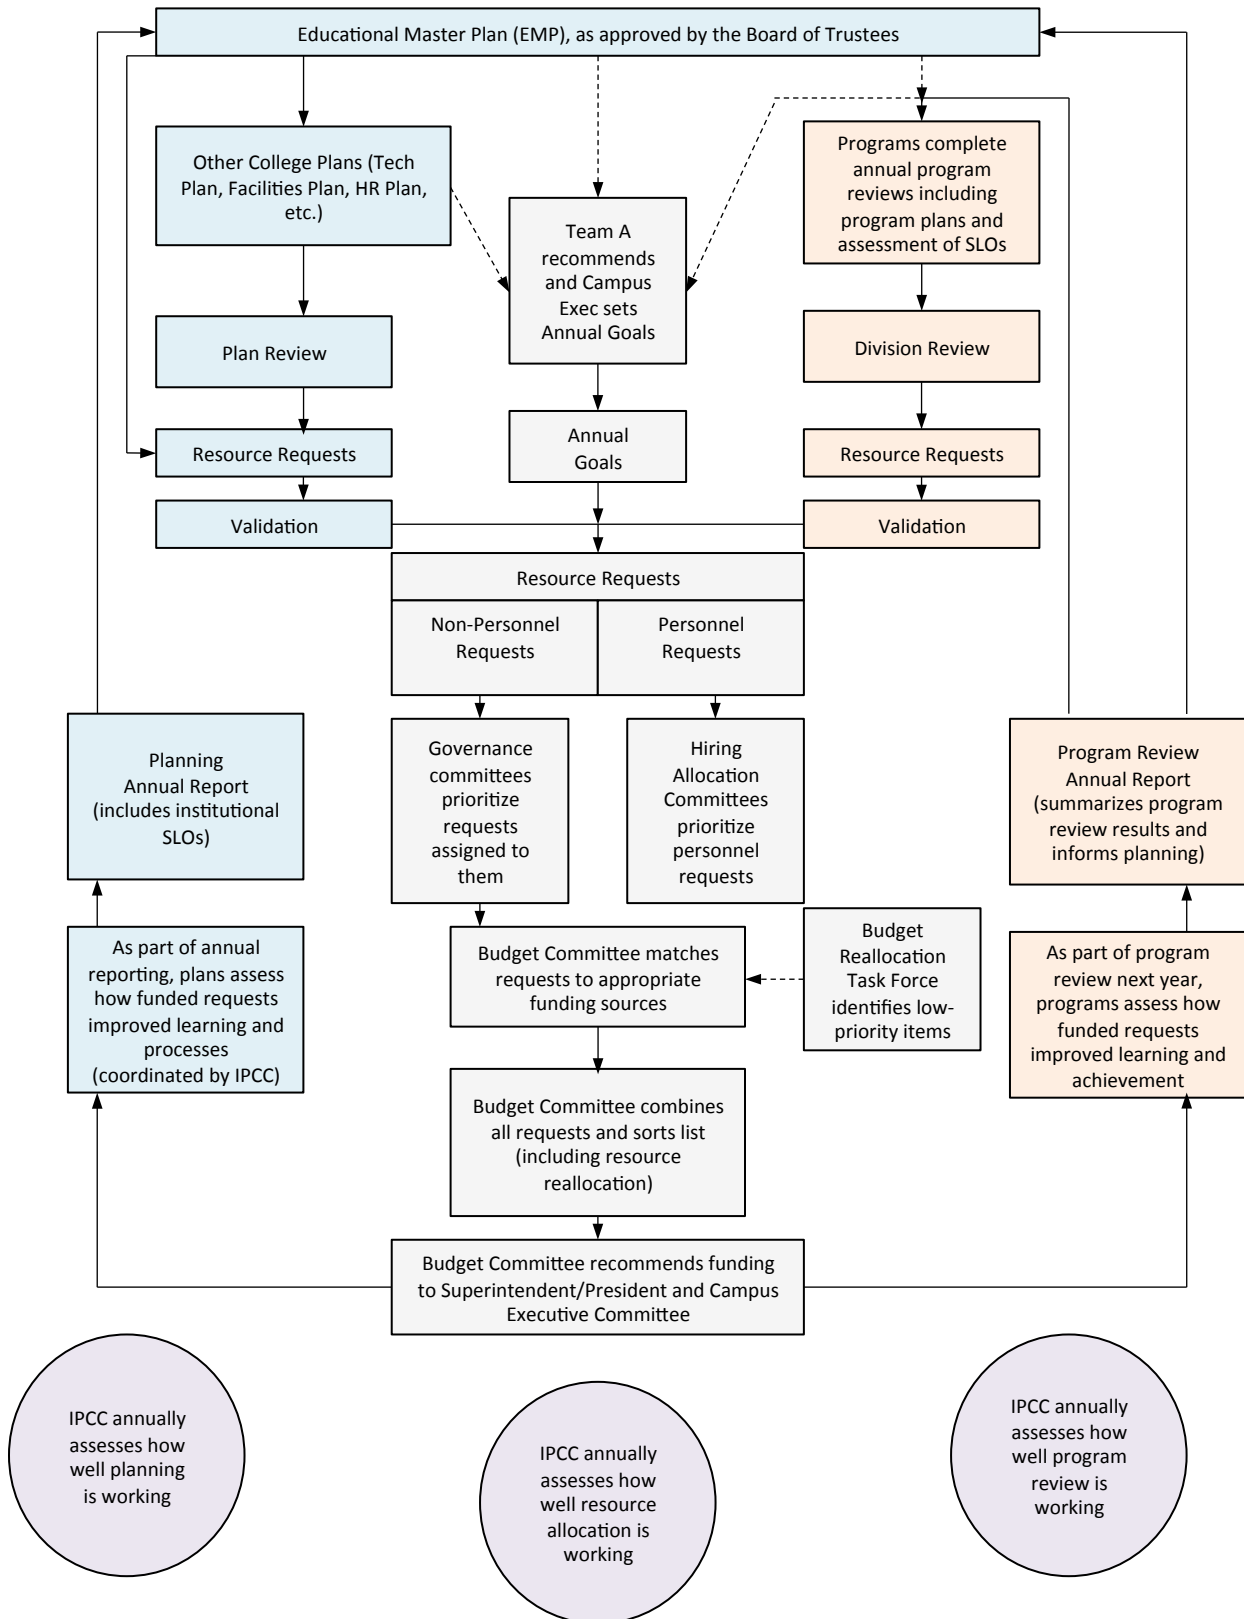 Educational Master Plan (EMP), as approved by the Board of Trustees
Other College Plans (Tech
Plan, Facilities Plan, HR Plan,
etc.)
Plan Review
Resource Requests
Validation
Team A
recommends
and Campus
Exec sets
Annual Goals
Annual
Goals
Programs complete
annual program
reviews including
program plans and
assessment of SLOs
Division Review
Resource Requests
Validation
Resource Requests
Non-Personnel
Requests
Personnel
Requests
Planning
Annual Report
(includes institutional
SLOs)
Governance
committees
prioritize
requests
assigned to
them
Hiring
Allocation
Committees
prioritize
personnel
requests
Program Review
Annual Report
(summarizes program
review results and
informs planning)
As part of annual
reporting, plans assess
how funded requests
improved learning and
processes
(coordinated by IPCC)
Budget Committee matches
requests to appropriate
funding sources
Budget
Reallocation
Task Force
identifies low-
priority items
As part of program
review next year,
programs assess how
funded requests
improved learning and
achievement
Budget Committee combines
all requests and sorts list
(including resource
reallocation)
Budget Committee recommends funding
to Superintendent/President and Campus
Executive Committee
IPCC annually
assesses how
well planning
is working
IPCC annually
assesses how
well resource
allocation is
working
IPCC annually
assesses how
well program
review is
working